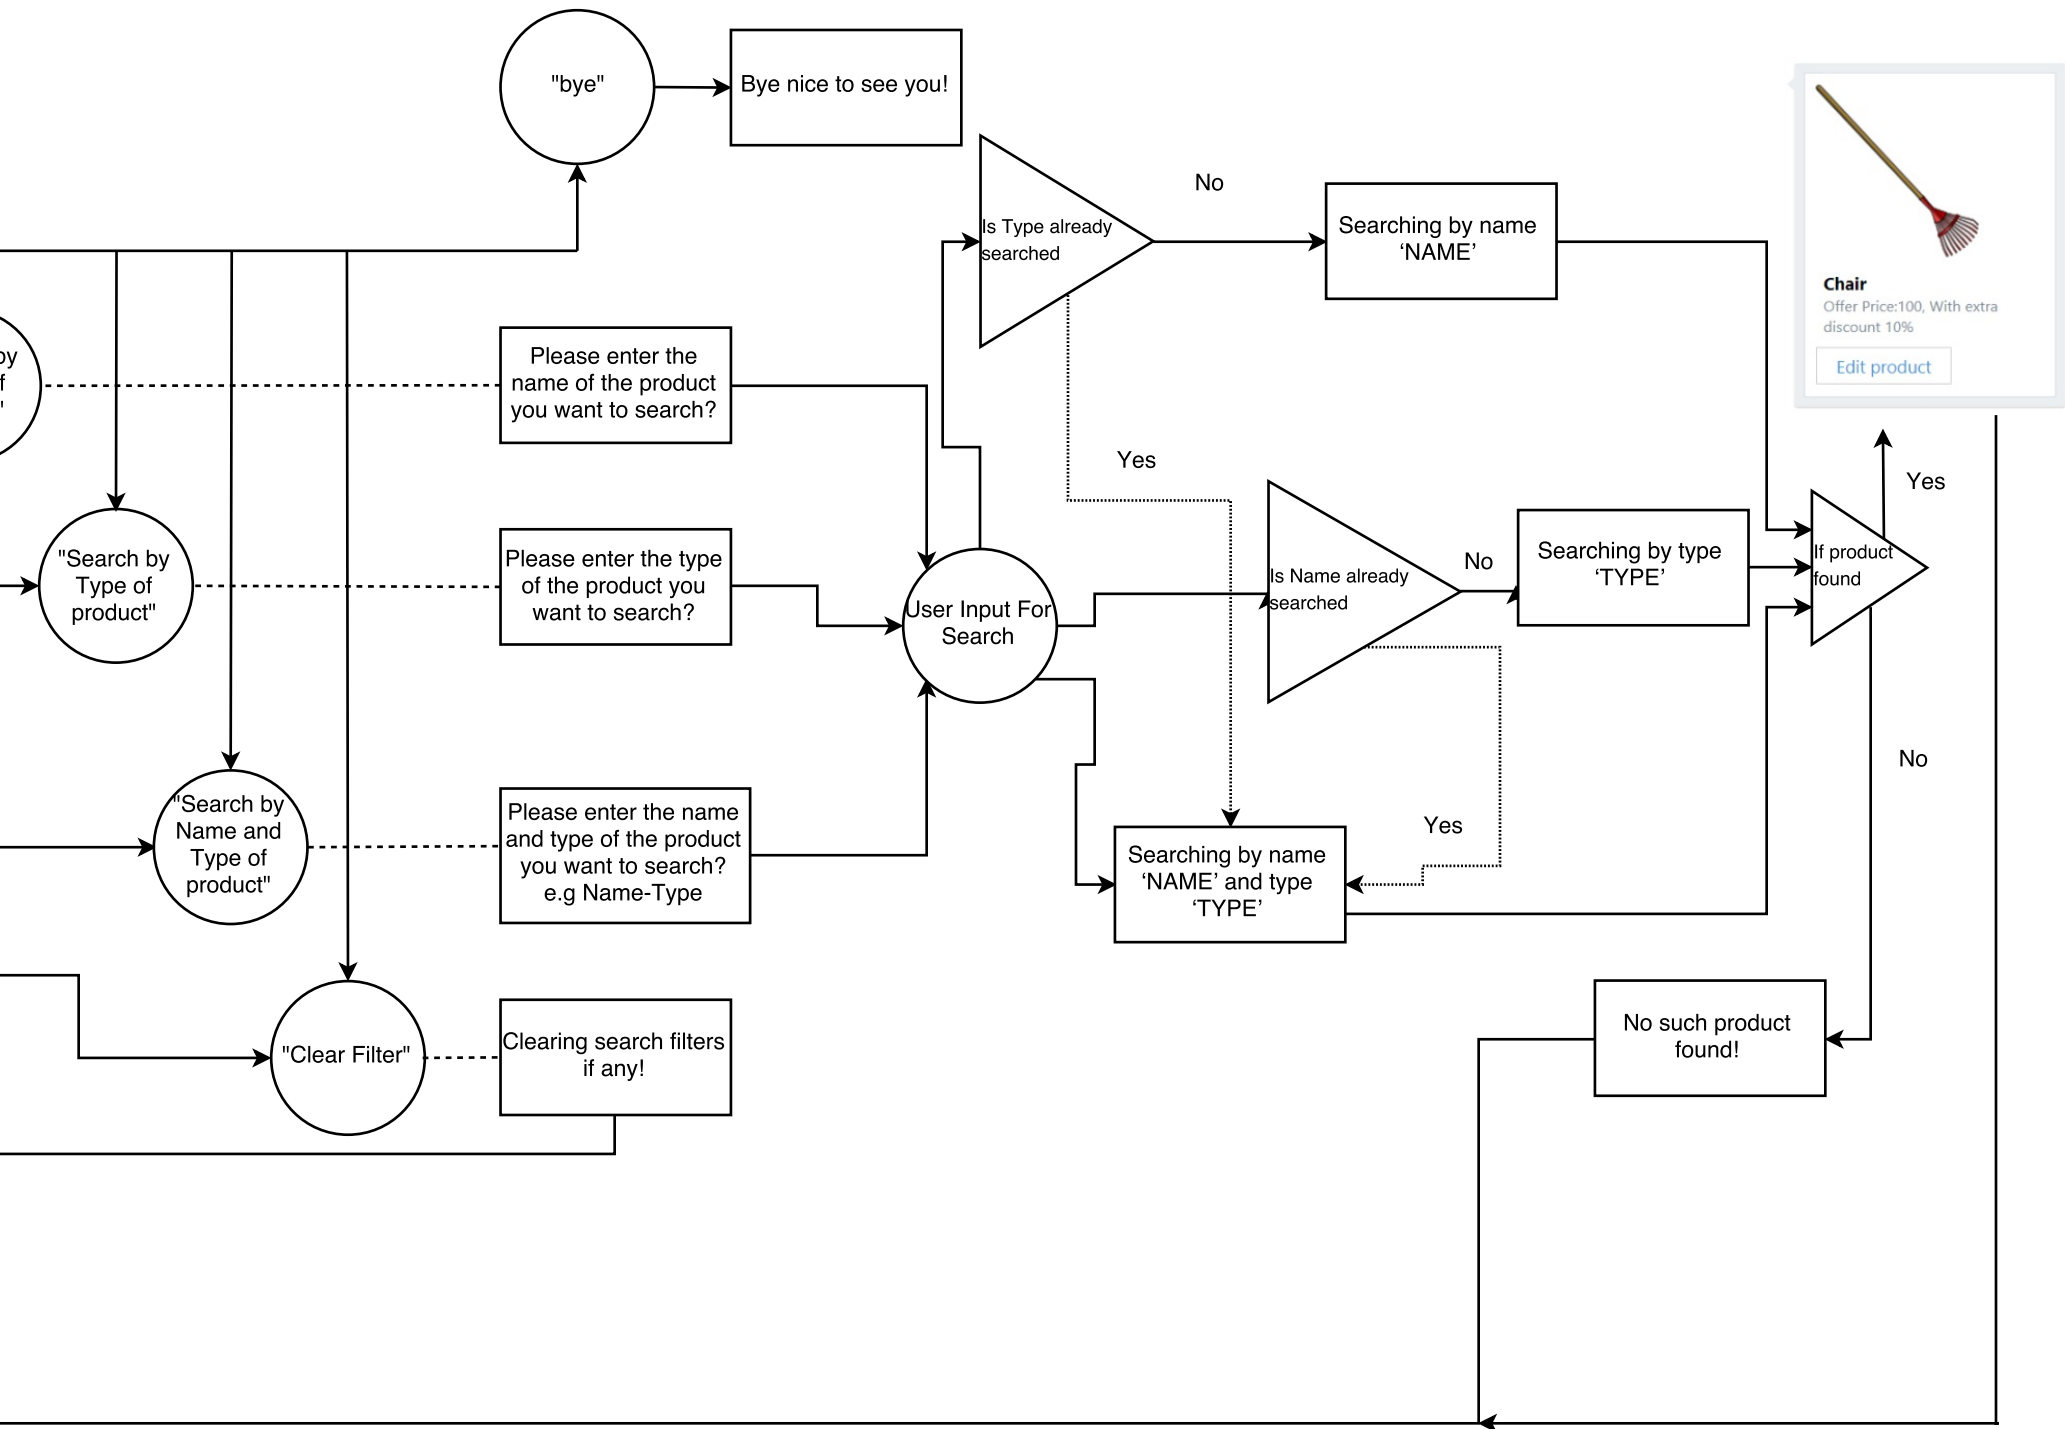 "bye"
Bye nice to see you!
No
Is Type already
searched
Searching by name
‘NAME’
Chair
Offer Price:100, With extra
discount 10%
Edit product
by
f
"
Please enter the
name of the product
you want to search?
Yes
Yes
"Search by
Type of
product"
Please enter the type
of the product you
want to search?
User Input For
Search
Is Name already
searched
No
Searching by type
‘TYPE’
If product
found
No
"Search by
Name and
Type of
product"
Please enter the name
and type of the product
you want to search?
e.g Name-Type
Searching by name
‘NAME’ and type
‘TYPE’
Yes
"Clear Filter"
Clearing search filters
if any!
No such product
found!